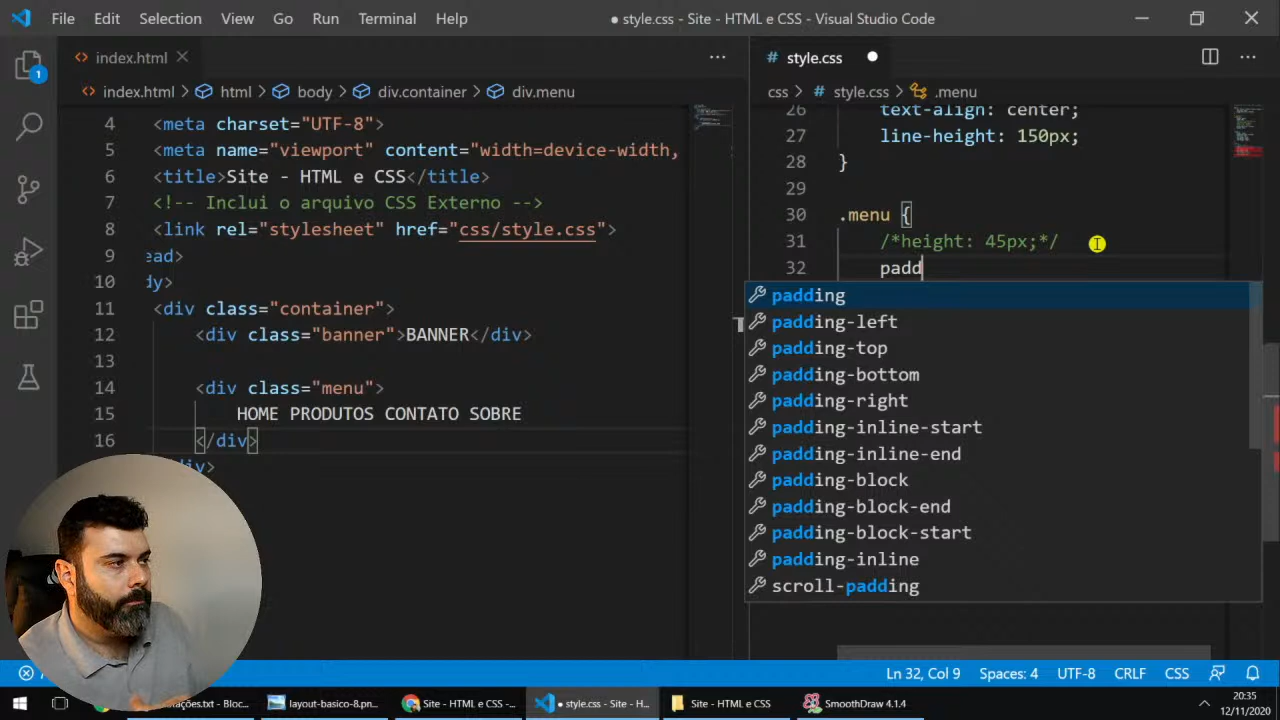 File Edit Selection View Go Run Terminal Help ● style.css - Site - HTML e CSS - Visual Studio Code
index.html
index.html > html > body > div.container > div.menu
4 <meta charset="UTF-8">
5 <meta name="viewport" content="width=device-width,
6 <title>Site - HTML e CSS</title>
7 <!-- Inclui o arquivo CSS Externo -->
8 <link rel="stylesheet" href="css/style.css">
9 ead>
10 dy>
11 <div class="container">
12 <div class="banner">BANNER</div>
13
14 <div class="menu">
15 HOME PRODUTOS CONTATO SOBRE
16 </div>
div>
1
# style.css ●
css > # style.css > .menu
26 text-align: center;
27 line-height: 150px;
28 }
29
30 .menu {
31 /*height: 45px;*/
32 padd
padding
padding-left
padding-top
padding-bottom
padding-right
padding-inline-start
padding-inline-end
padding-block
padding-block-end
padding-block-start
padding-inline
scroll-padding
Ln 32, Col 9 Spaces: 4 UTF-8 CRLF CSS
tações.txt - Bloc... layout-basico-8.pn... Site - HTML e CSS -... ● style.css - Site - H... Site - HTML e CSS SmoothDraw 4.1.4
20:35
12/11/2020